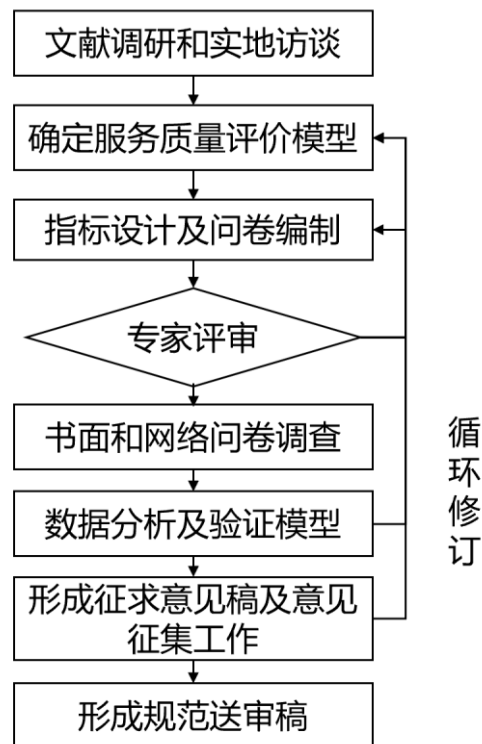 文献调研和实地访谈
确定服务质量评价模型
指标设计及问卷编制
专家评审
书面和网络问卷调查
数据分析及验证模型
形成征求意见稿及意见
征集工作
形成规范送审稿
循
环
修
订